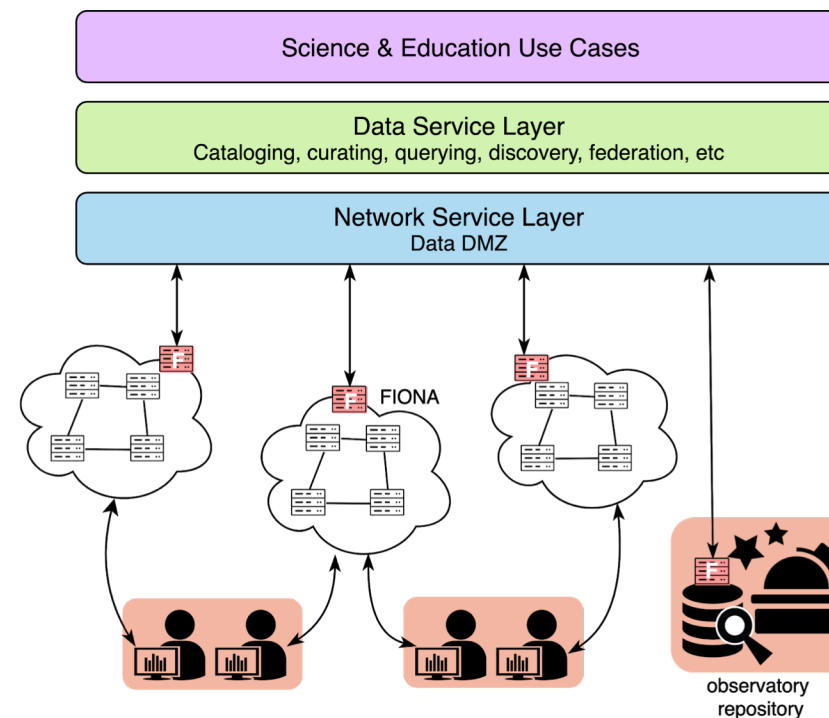 Science & Education Use Cases
Data Service Layer
Cataloging, curating, querying, discovery, federation, etc
Network Service Layer
Data DMZ
F
F
F
FIONA
F
observatory
repository